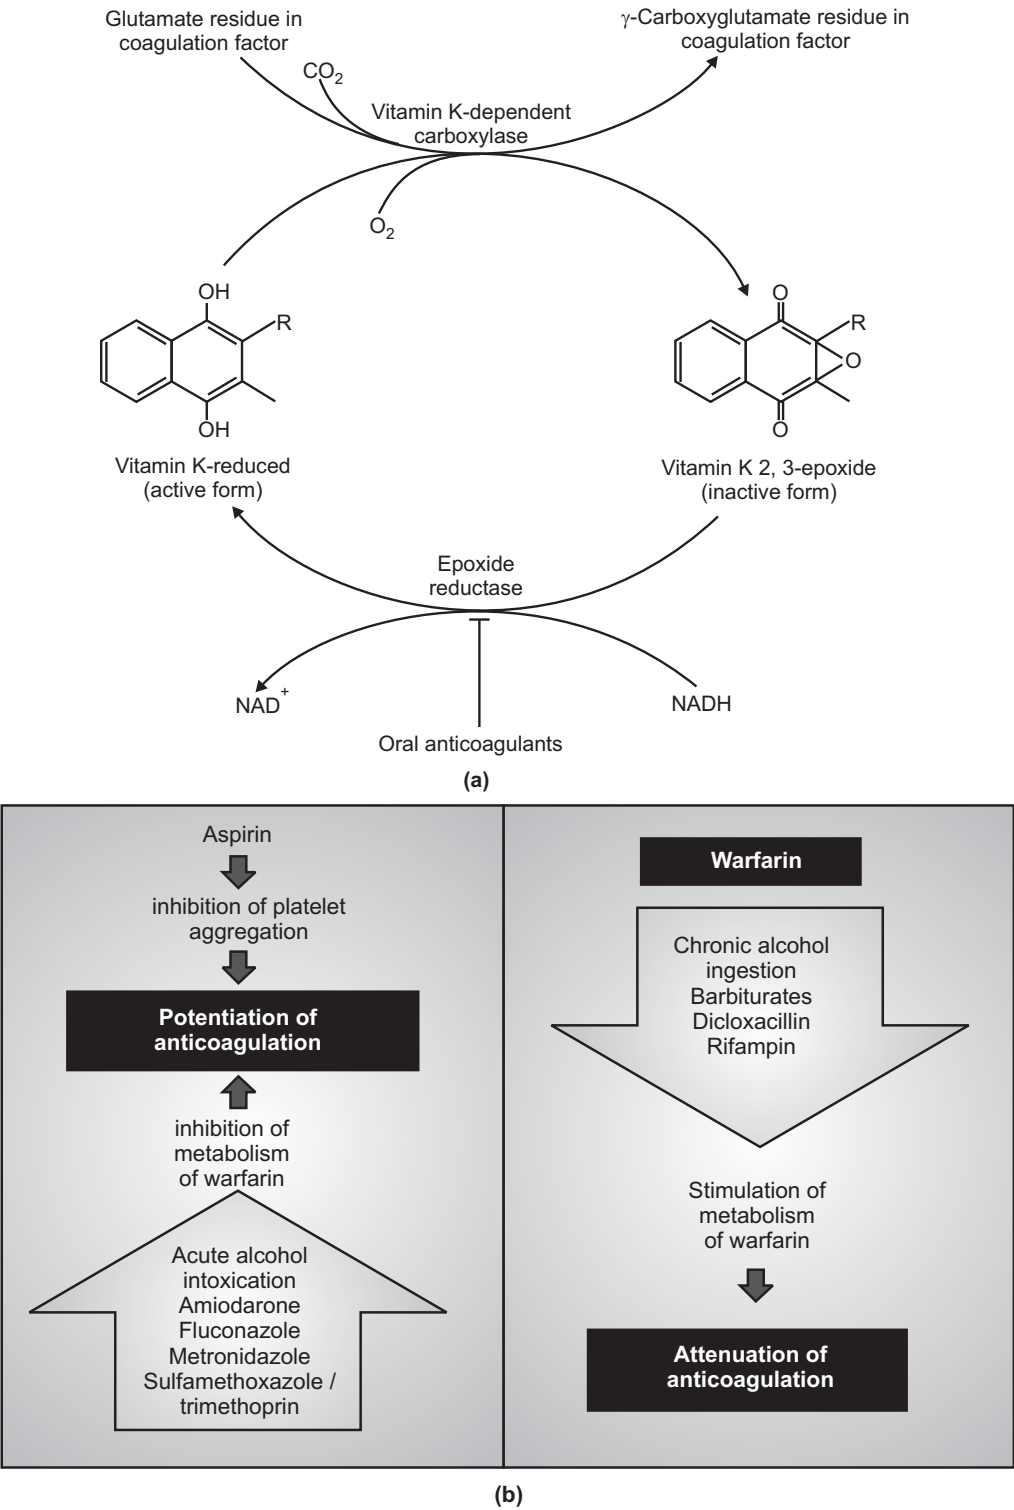 Glutamate residue in
coagulation factor
γ-Carboxyglutamate residue in
coagulation factor
CO2
Vitamin K-dependent
carboxylase
O2
OH
R
OH
Vitamin K-reduced
(active form)
O
R
O
O
Vitamin K 2, 3-epoxide
(inactive form)
Epoxide
reductase
NAD+
NADH
Oral anticoagulants
(a)
Aspirin
inhibition of platelet
aggregation
Potentiation of
anticoagulation
inhibition of
metabolism
of warfarin
Acute alcohol
intoxication
Amiodarone
Fluconazole
Metronidazole
Sulfamethoxazole /
trimethoprin
Warfarin
Chronic alcohol
ingestion
Barbiturates
Dicloxacillin
Rifampin
Stimulation of
metabolism
of warfarin
Attenuation of
anticoagulation
(b)